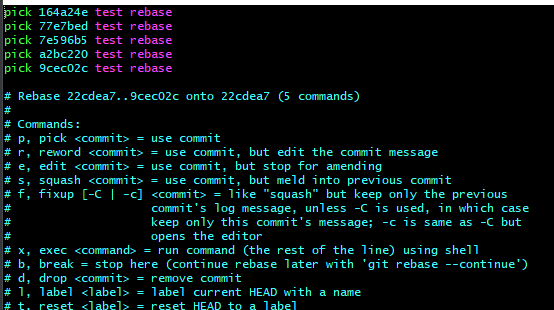 pick 164a24e test rebase
pick 77e7bed test rebase
pick 7e596b5 test rebase
pick a2bc220 test rebase
pick 9cec02c test rebase

# Rebase 22cdea7..9cec02c onto 22cdea7 (5 commands)
#
# Commands:
# p, pick <commit> = use commit
# r, reword <commit> = use commit, but edit the commit message
# e, edit <commit> = use commit, but stop for amending
# s, squash <commit> = use commit, but meld into previous commit
# f, fixup [-C | -c] <commit> = like "squash" but keep only the previous
#                    commit's log message, unless -C is used, in which case
#                    keep only this commit's message; -c is same as -C but
#                    opens the editor
# x, exec <command> = run command (the rest of the line) using shell
# b, break = stop here (continue rebase later with 'git rebase --continue')
# d, drop <commit> = remove commit
# l, label <label> = label current HEAD with a name
# t, reset <label> = reset HEAD to a label